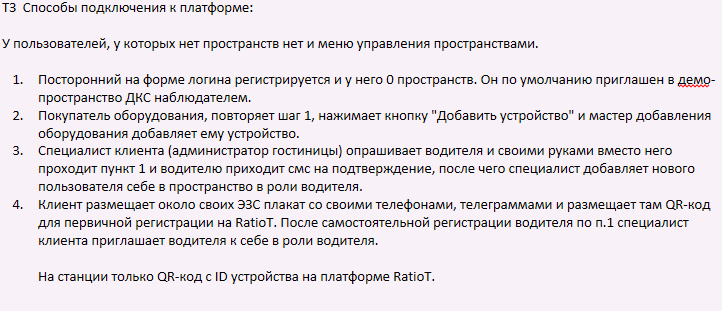 ТЗ  Способы подключения к платформе:
У пользователей, у которых нет пространств нет и меню управления пространствами.
1. Посторонний на форме логина регистрируется и у него 0 пространств. Он по умолчанию приглашен в демо-
пространство ДКС наблюдателем.
2. Покупатель оборудования, повторяет шаг 1, нажимает кнопку "Добавить устройство" и мастер добавления
оборудования добавляет ему устройство.
3. Специалист клиента (администратор гостиницы) опрашивает водителя и своими руками вместо него
проходит пункт 1 и водителю приходит смс на подтверждение, после чего специалист добавляет нового
пользователя себе в пространство в роли водителя.
4. Клиент размещает около своих ЭЗС плакат со своими телефонами, телеграммами и размещает там QR-код
для первичной регистрации на RatioT. После самостоятельной регистрации водителя по п.1 специалист
клиента приглашает водителя к себе в роли водителя.
На станции только QR-код с ID устройства на платформе RatioT.